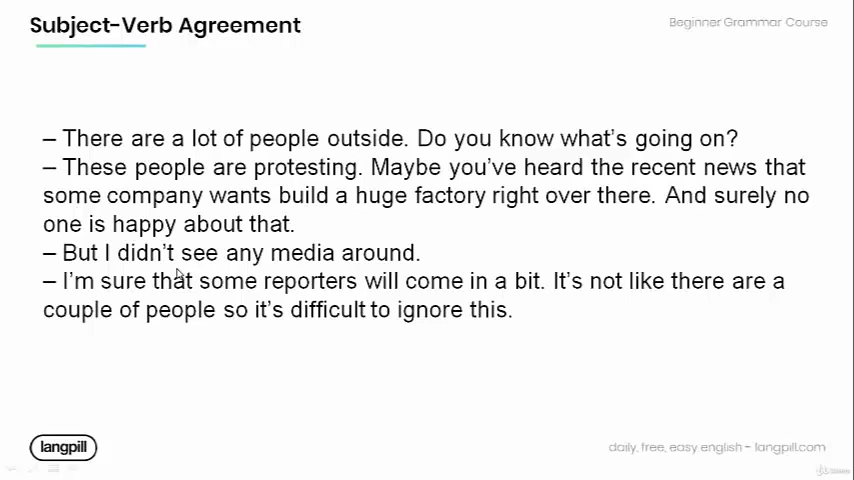 Subject-Verb Agreement
Beginner Grammar Course
– There are a lot of people outside. Do you know what's going on?
– These people are protesting. Maybe you've heard the recent news that
some company wants build a huge factory right over there. And surely no
one is happy about that.
– But I didn't see any media around.
– I'm sure that some reporters will come in a bit. It's not like there are a
couple of people so it's difficult to ignore this.
langpill
daily, free, easy english – langpill.com